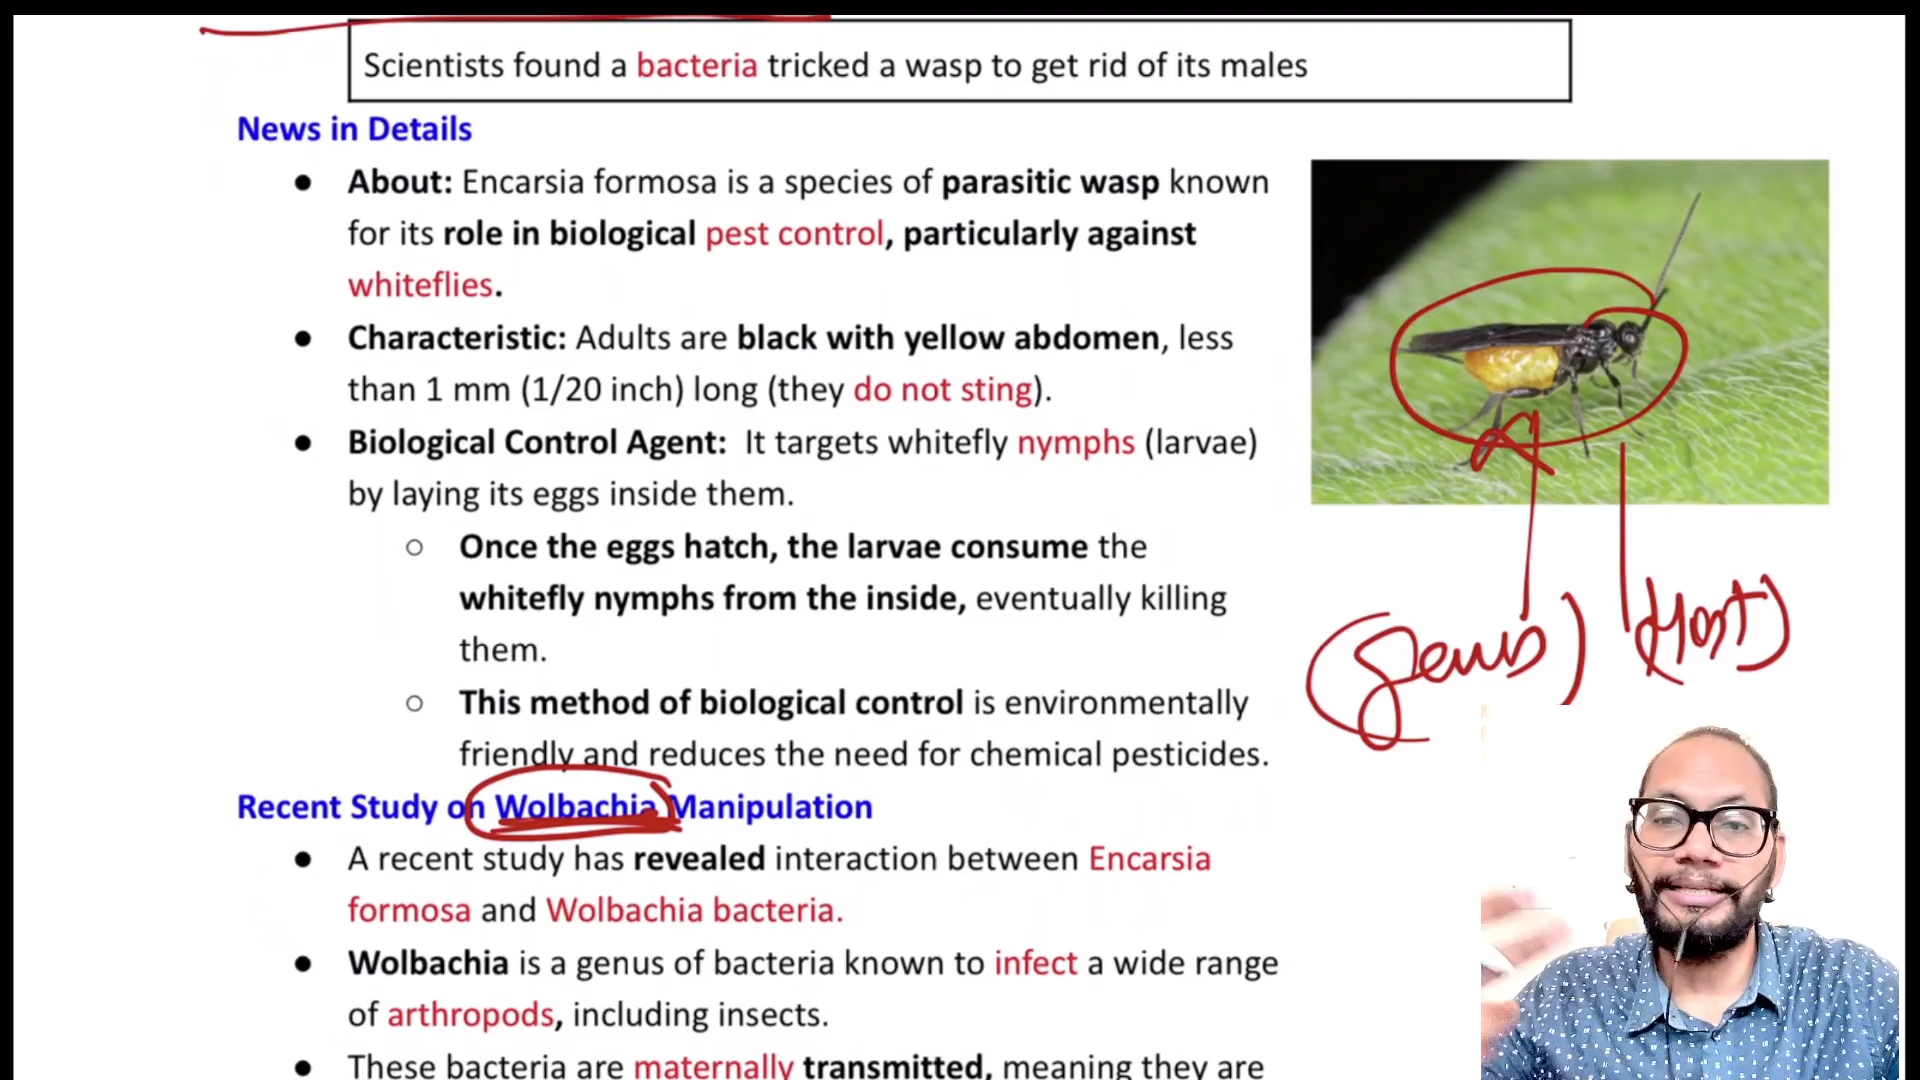 Scientists found a bacteria tricked a wasp to get rid of its males
News in Details
● About: Encarsia formosa is a species of parasitic wasp known
for its role in biological pest control, particularly against
whiteflies.
● Characteristic: Adults are black with yellow abdomen, less
than 1 mm (1/20 inch) long (they do not sting).
● Biological Control Agent: It targets whitefly nymphs (larvae)
by laying its eggs inside them.
○ Once the eggs hatch, the larvae consume the
whitefly nymphs from the inside, eventually killing
them.
○ This method of biological control is environmentally
friendly and reduces the need for chemical pesticides.
(Genus) (Host)
Recent Study on Wolbachia Manipulation
● A recent study has revealed interaction between Encarsia
formosa and Wolbachia bacteria.
● Wolbachia is a genus of bacteria known to infect a wide range
of arthropods, including insects.
● These bacteria are maternally transmitted, meaning they are